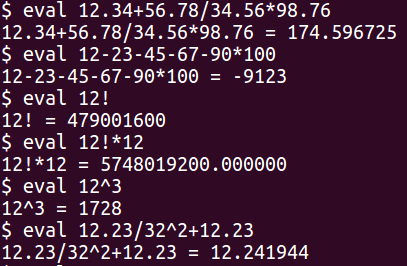 $ eval 12.34+56.78/34.56*98.76
12.34+56.78/34.56*98.76 = 174.596725
$ eval 12-23-45-67-90*100
12-23-45-67-90*100 = -9123
$ eval 12!
12! = 479001600
$ eval 12!*12
12!*12 = 5748019200.000000
$ eval 12^3
12^3 = 1728
$ eval 12.23/32^2+12.23
12.23/32^2+12.23 = 12.241944